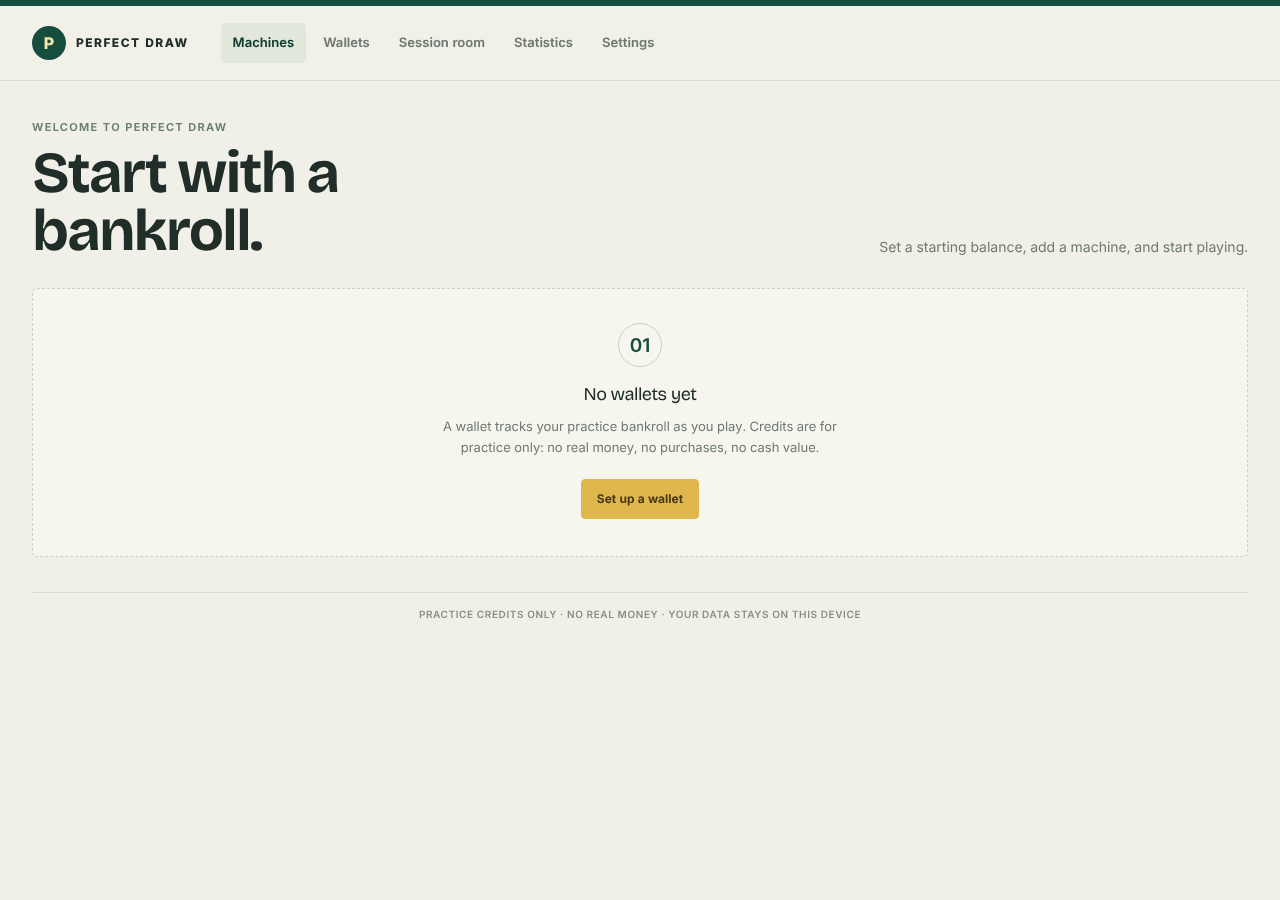 P
PERFECT DRAW
Machines
Wallets
Session room
Statistics
Settings
WELCOME TO PERFECT DRAW
Start with a
bankroll.
Set a starting balance, add a machine, and start playing.
01
No wallets yet
A wallet tracks your practice bankroll as you play. Credits are for
practice only: no real money, no purchases, no cash value.
Set up a wallet
PRACTICE CREDITS ONLY · NO REAL MONEY · YOUR DATA STAYS ON THIS DEVICE